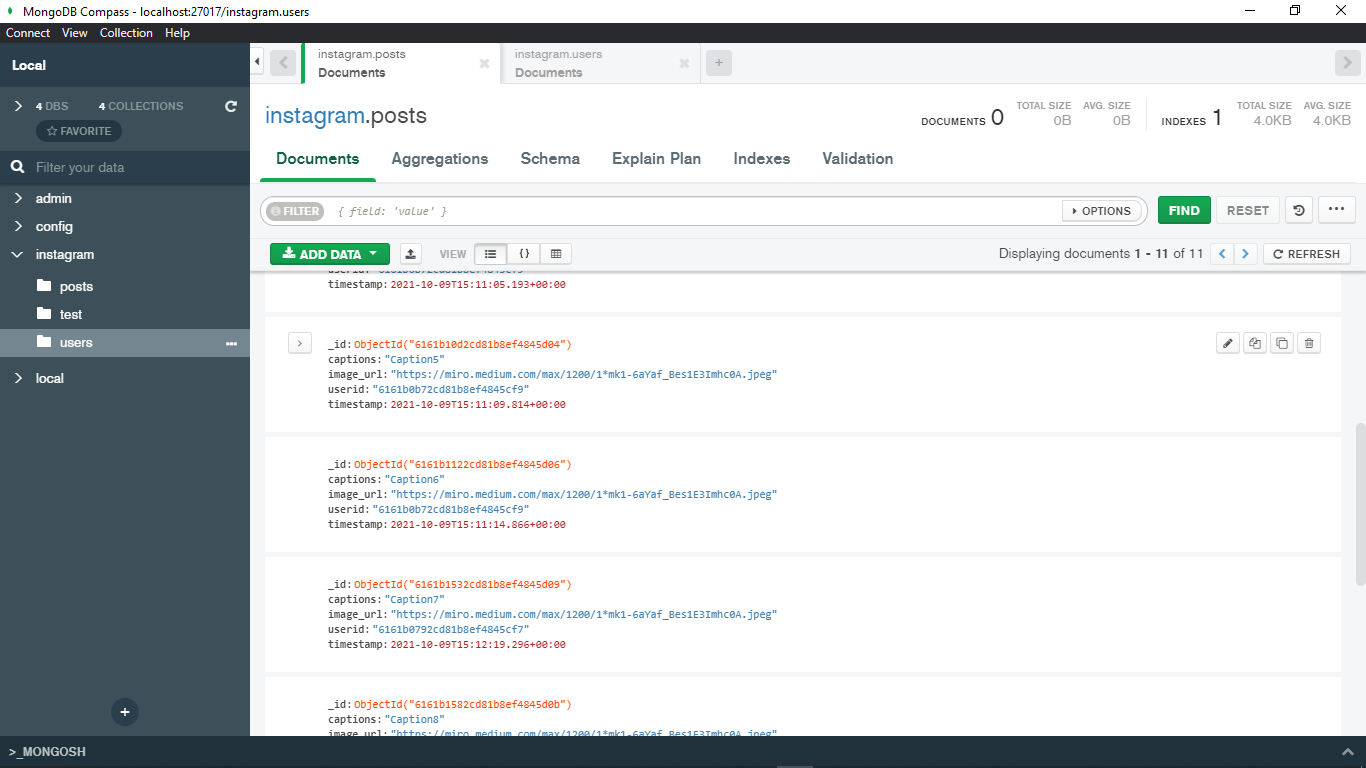 MongoDB Compass - localhost:27017/instagram.users
Connect View Collection Help
Local
4 DBS 4 COLLECTIONS
FAVORITE
Filter your data
admin
config
instagram
posts
test
users
local
>_MONGOSH
instagram.posts
Documents
instagram.users
Documents
instagram.posts
DOCUMENTS 0 TOTAL SIZE 0B AVG. SIZE 0B
INDEXES 1 TOTAL SIZE 4.0KB AVG. SIZE 4.0KB
Documents Aggregations Schema Explain Plan Indexes Validation
FILTER { field: 'value' } OPTIONS FIND RESET
ADD DATA VIEW { } Displaying documents 1 - 11 of 11 REFRESH
userid: "6161b0b72cd81b8ef4845cf9"
timestamp: 2021-10-09T15:11:05.193+00:00
_id: ObjectId("6161b10d2cd81b8ef4845d04")
captions: "Caption5"
image_url: "https://miro.medium.com/max/1200/1*mk1-6aYaf_Bes1E3Imhc0A.jpeg"
userid: "6161b0b72cd81b8ef4845cf9"
timestamp: 2021-10-09T15:11:09.814+00:00
_id: ObjectId("6161b1122cd81b8ef4845d06")
captions: "Caption6"
image_url: "https://miro.medium.com/max/1200/1*mk1-6aYaf_Bes1E3Imhc0A.jpeg"
userid: "6161b0b72cd81b8ef4845cf9"
timestamp: 2021-10-09T15:11:14.866+00:00
_id: ObjectId("6161b1532cd81b8ef4845d09")
captions: "Caption7"
image_url: "https://miro.medium.com/max/1200/1*mk1-6aYaf_Bes1E3Imhc0A.jpeg"
userid: "6161b0792cd81b8ef4845cf7"
timestamp: 2021-10-09T15:12:19.296+00:00
_id: ObjectId("6161b1582cd81b8ef4845d0b")
captions: "Caption8"
image_url: "https://miro.medium.com/max/1200/1*mk1-6aYaf_Bes1E3Imhc0A.jpeg"